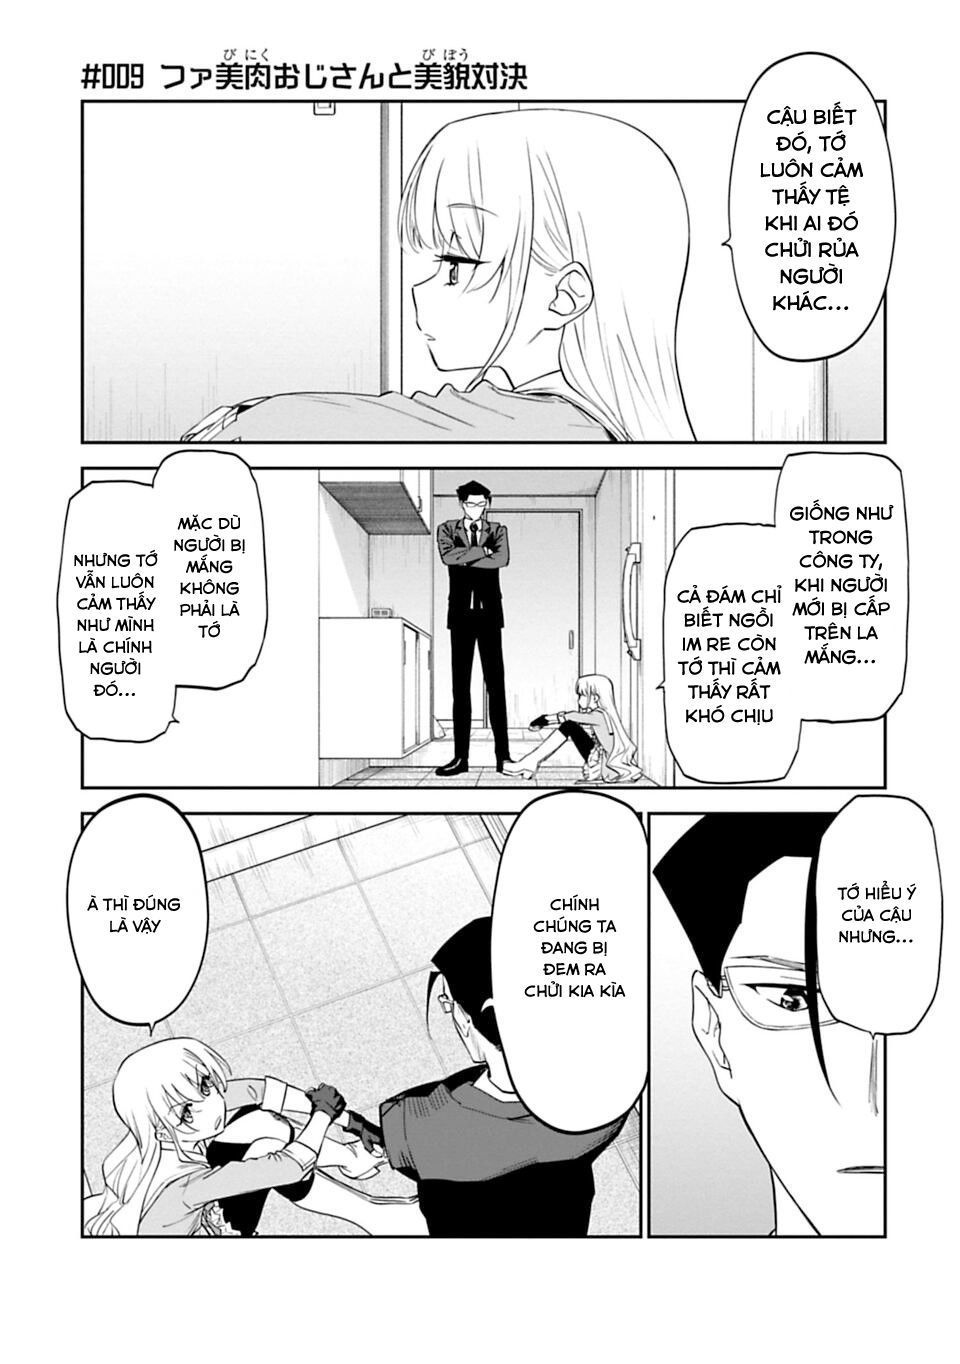 #009 ファ美肉おじさんと美貌対決
びにく
びぼう
CẬU BIẾT
ĐÓ, TỚ
LUÔN CẢM
THẤY TỆ
KHI AI ĐÓ
CHỬI RỦA
NGƯỜI
KHÁC...
GIỐNG NHƯ
TRONG
CÔNG TY,
KHI NGƯỜI
MỚI BỊ CẤP
TRÊN LA
MẮNG...
CẢ ĐÁM CHỈ
BIẾT NGỒI
IM RE CÒN
TỚ THÌ CẢM
THẤY RẤT
KHÓ CHỊU
MẶC DÙ
NGƯỜI BỊ
MẮNG
KHÔNG
PHẢI LÀ
TỚ
NHƯNG TỚ
VẪN LUÔN
CẢM THẤY
NHƯ MÌNH
LÀ CHÍNH
NGƯỜI
ĐÓ...
TỚ HIỂU Ý
CỦA CẬU
NHƯNG...
CHÍNH
CHÚNG TA
ĐANG BỊ
ĐEM RA
CHỬI KIA KÌA
À THÌ ĐÚNG
LÀ VẬY